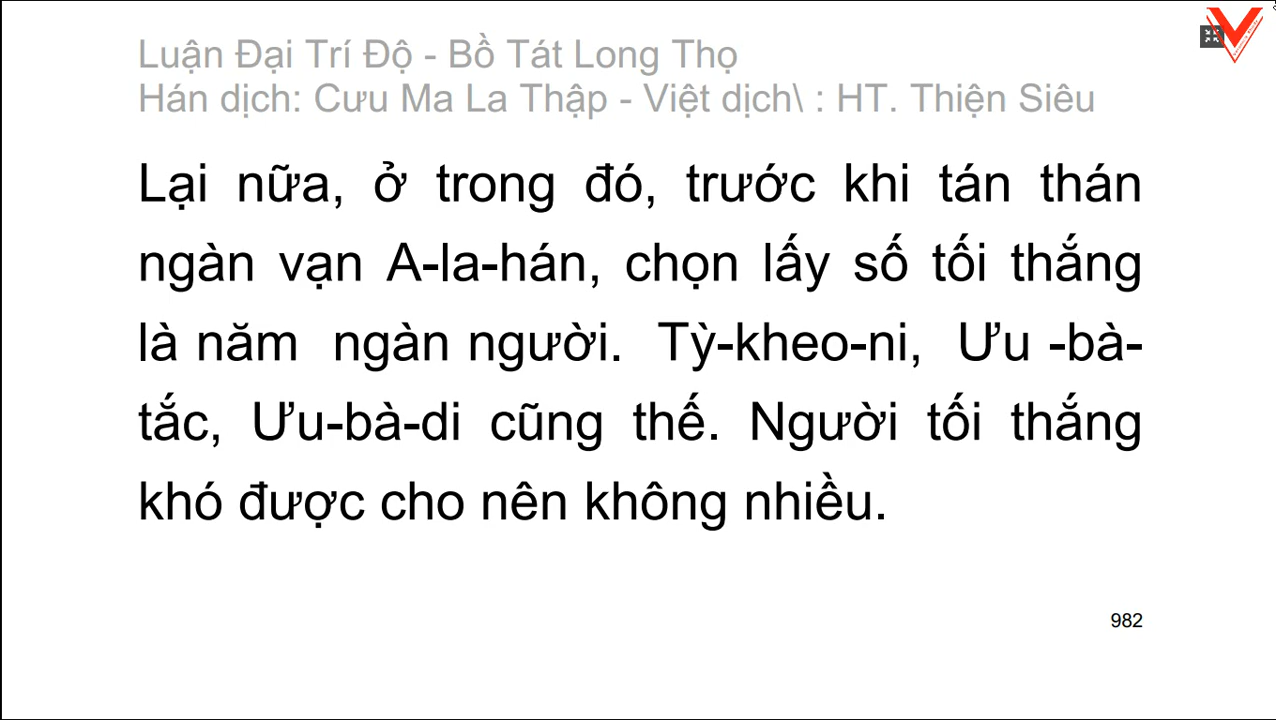 Luận Đại Trí Độ - Bồ Tát Long Thọ
Hán dịch: Cưu Ma La Thập - Việt dịch\ : HT. Thiện Siêu
Lại nữa, ở trong đó, trước khi tán thán
ngàn vạn A-la-hán, chọn lấy số tối thắng
là năm ngàn người. Tỳ-kheo-ni, Ưu -bà-
tắc, Ưu-bà-di cũng thế. Người tối thắng
khó được cho nên không nhiều.
982